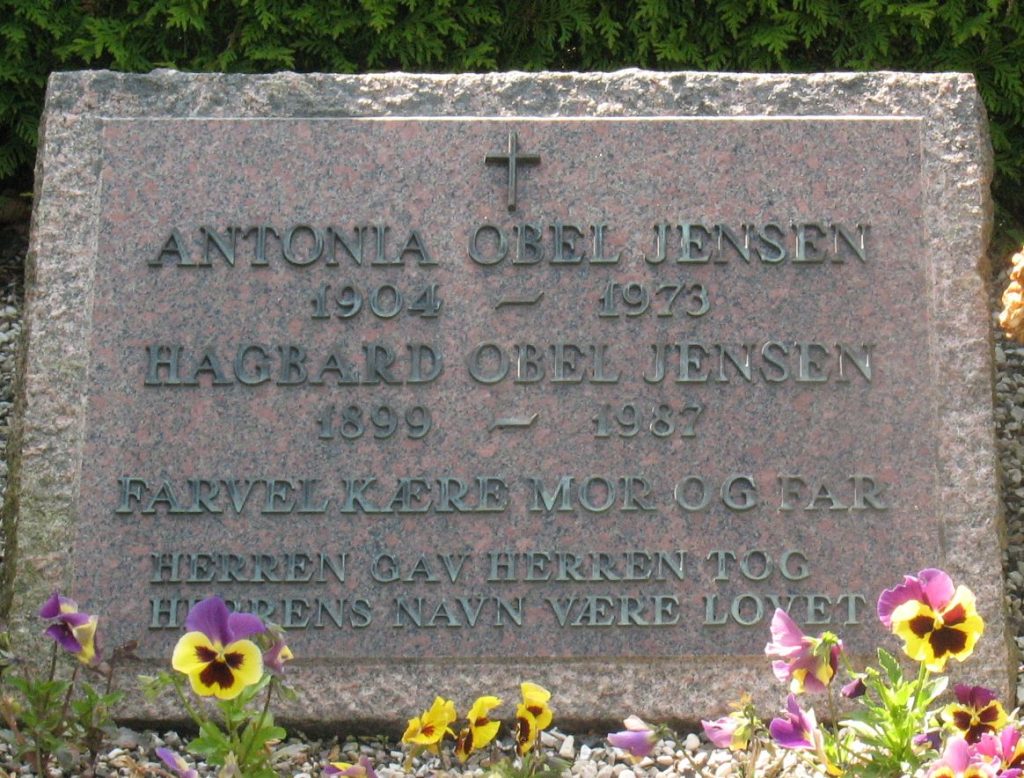 ANTONIA OBEL JENSEN
1904 – 1973
HAGBARD OBEL JENSEN
1899 – 1987
FARVEL KÆRE MOR OG FAR
HERREN GAV HERREN TOG
HERRENS NAVN VÆRE LOVET